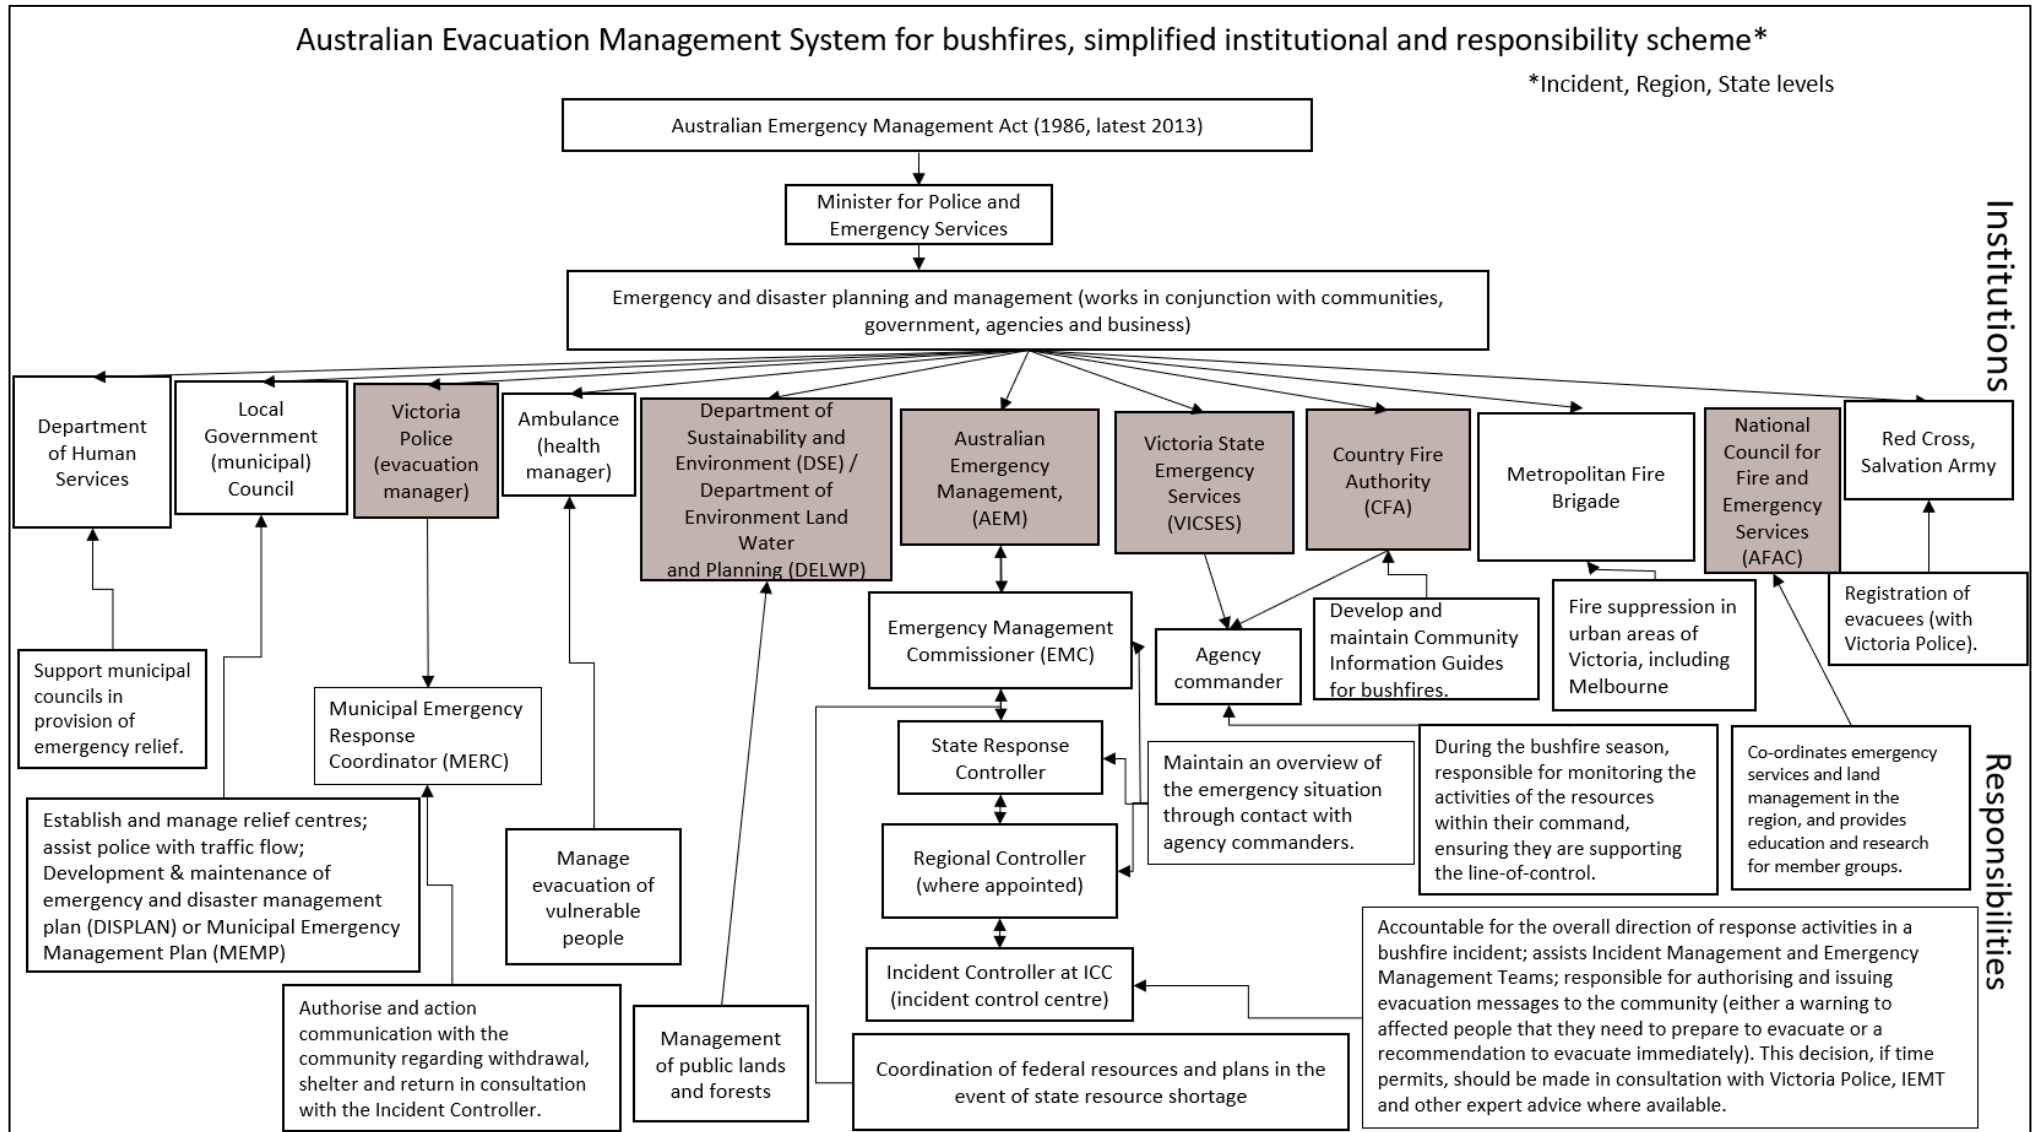 Australian Evacuation Management System for bushfires, simplified institutional and responsibility scheme*
*Incident, Region, State levels
Australian Emergency Management Act (1986, latest 2013)
Minister for Police and
Emergency Services
Emergency and disaster planning and management (works in conjunction with communities,
government, agencies and business)
Institutions
Department
of Human
Services
Local
Government
(municipal)
Council
Victoria
Police
(evacuation
manager)
Ambulance
(health
manager)
Department of
Sustainability and
Environment (DSE) /
Department of
Environment Land
Water
and Planning (DELWP)
Australian
Emergency
Management,
(AEM)
Victoria State
Emergency
Services
(VICSES)
Country Fire
Authority
(CFA)
Metropolitan Fire
Brigade
National
Council for
Fire and
Emergency
Services
(AFAC)
Red Cross,
Salvation Army
Support municipal
councils in
provision of
emergency relief.
Municipal Emergency
Response
Coordinator (MERC)
Emergency Management
Commissioner (EMC)
Agency
commander
Develop and
maintain Community
Information Guides
for bushfires.
Fire suppression in
urban areas of
Victoria, including
Melbourne
Registration of
evacuees (with
Victoria Police).
Establish and manage relief centres;
assist police with traffic flow;
Development & maintenance of
emergency and disaster management
plan (DISPLAN) or Municipal Emergency
Management Plan (MEMP)
Manage
evacuation of
vulnerable
people
State Response
Controller
Maintain an overview of
the emergency situation
through contact with
agency commanders.
During the bushfire season,
responsible for monitoring the
activities of the resources
within their command,
ensuring they are supporting
the line-of-control.
Co-ordinates emergency
services and land
management in the
region, and provides
education and research
for member groups.
Responsibilities
Regional Controller
(where appointed)
Incident Controller at ICC
(incident control centre)
Authorise and action
communication with the
community regarding withdrawal,
shelter and return in consultation
with the Incident Controller.
Management
of public lands
and forests
Coordination of federal resources and plans in the
event of state resource shortage
Accountable for the overall direction of response activities in a
bushfire incident; assists Incident Management and Emergency
Management Teams; responsible for authorising and issuing
evacuation messages to the community (either a warning to
affected people that they need to prepare to evacuate or a
recommendation to evacuate immediately). This decision, if time
permits, should be made in consultation with Victoria Police, IEMT
and other expert advice where available.